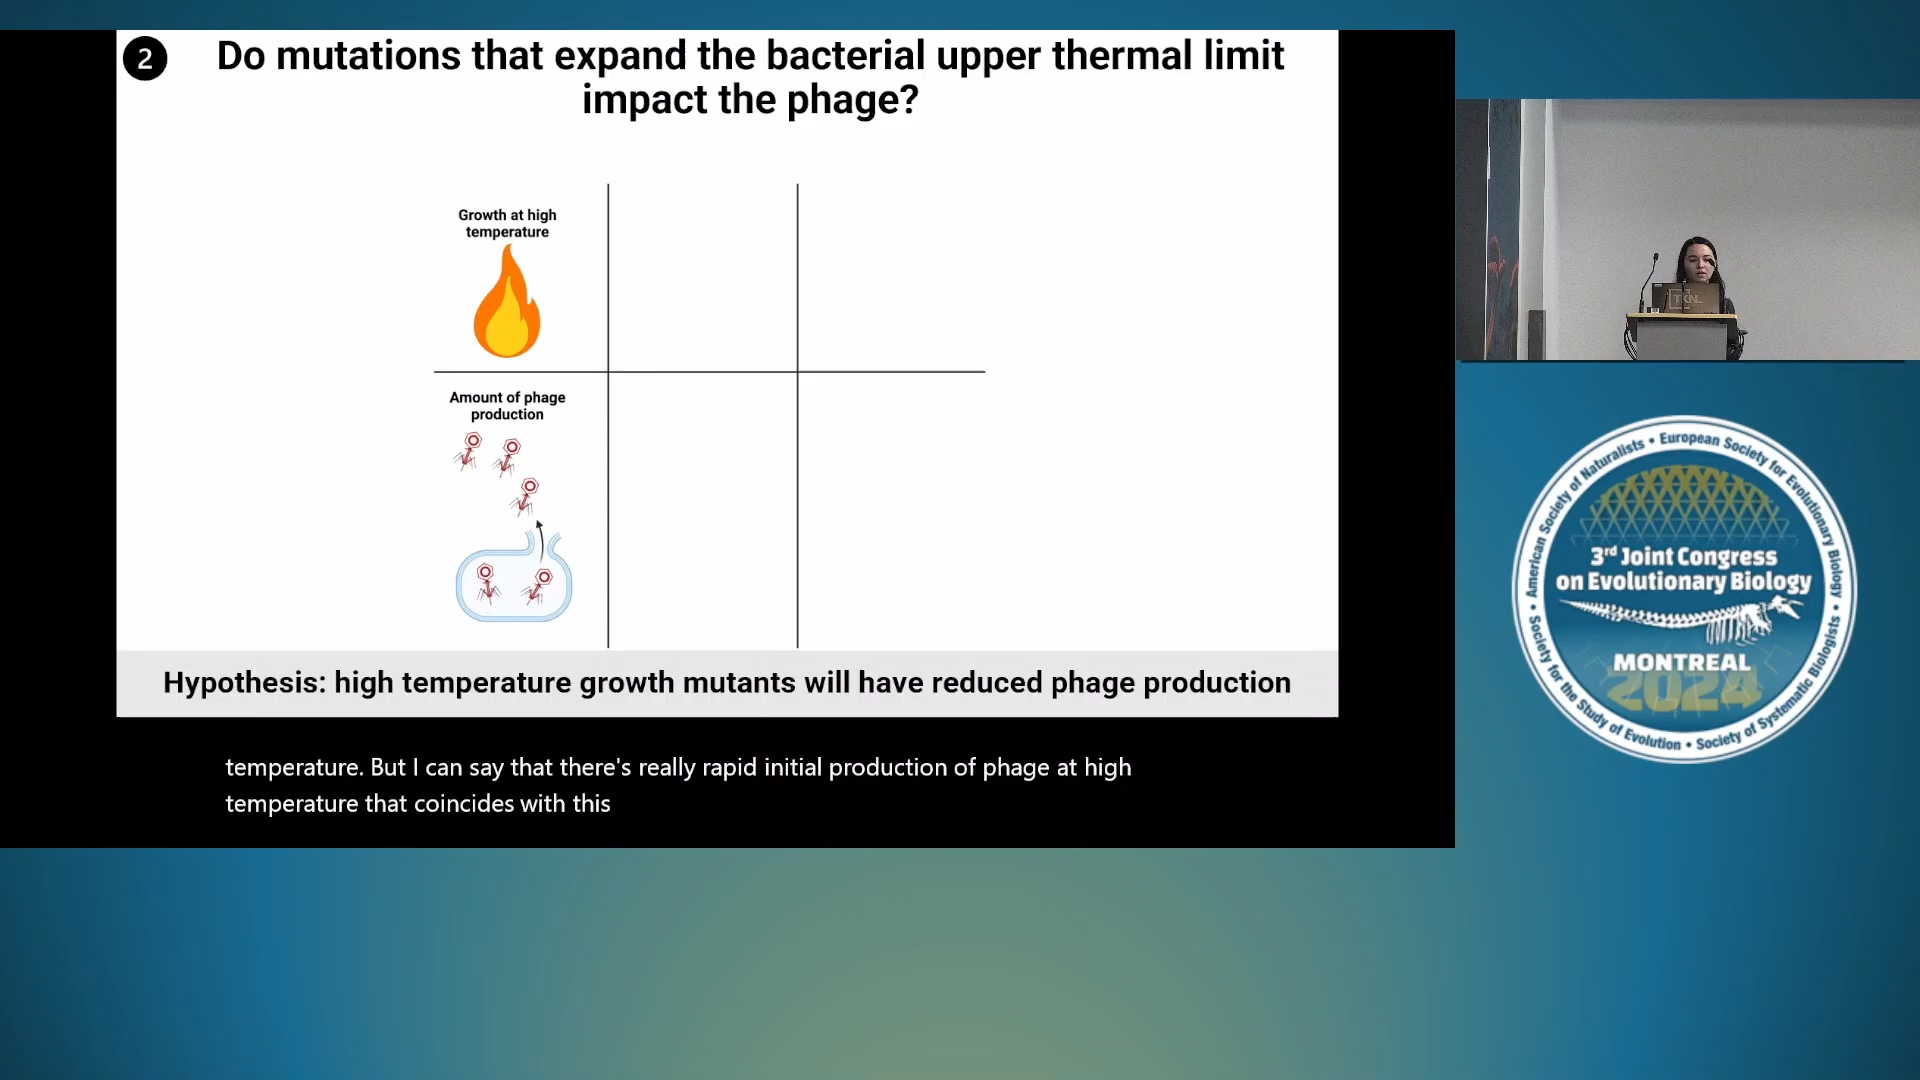 2
Do mutations that expand the bacterial upper thermal limit
impact the phage?
Growth at high
temperature
Amount of phage
production
Hypothesis: high temperature growth mutants will have reduced phage production
temperature. But I can say that there's really rapid initial production of phage at high
temperature that coincides with this
TKN
American Society of Naturalists • European Society for Evolutionary Biology • Society of Systematic Biologists • Society for the Study of Evolution •
3rd Joint Congress
on Evolutionary Biology
MONTREAL
2024